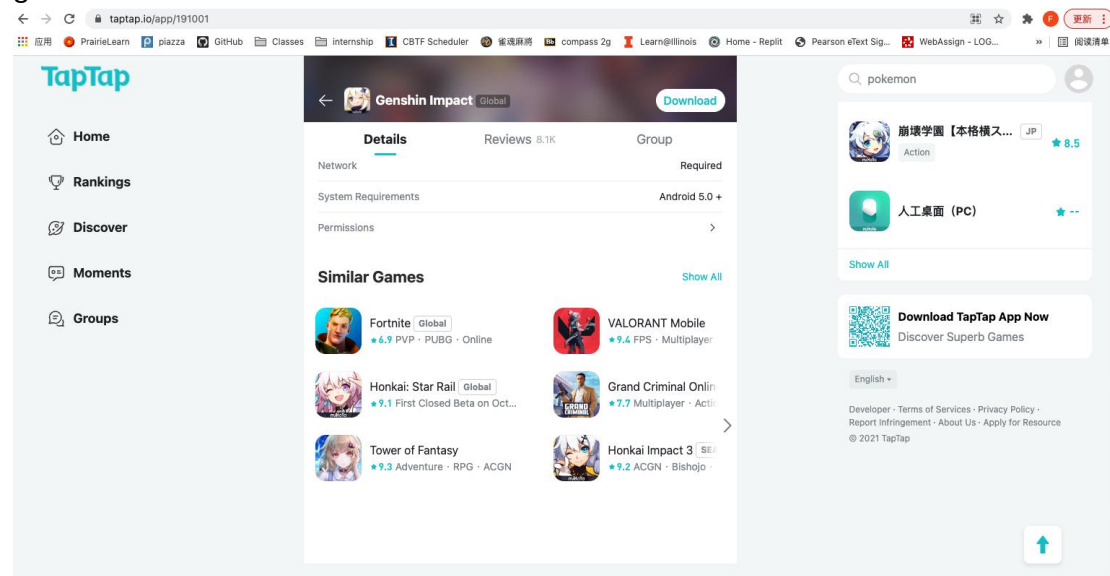 taptap.io/app/191001
更新
应用 PrairieLearn piazza GitHub Classes internship CBTF Scheduler 雀魂麻將 compass 2g Learn@Illinois Home - Replit Pearson eText Sig... WebAssign - LOG... » 阅读清单
TapTap
Home
Rankings
Discover
Moments
Groups
Genshin Impact Global
Download
Details Reviews 8.1K Group
Network Required
System Requirements Android 5.0 +
Permissions
Similar Games Show All
Fortnite Global
6.9 PVP · PUBG · Online
VALORANT Mobile
9.4 FPS · Multiplayer
Honkai: Star Rail Global
9.1 First Closed Beta on Oct...
Grand Criminal Onlin
7.7 Multiplayer · Actic
Tower of Fantasy
9.3 Adventure · RPG · ACGN
Honkai Impact 3 SEA
9.2 ACGN · Bishojo ·
pokemon
崩壊学園【本格横ス... JP
Action
8.5
人工桌面（PC）
--
Show All
Download TapTap App Now
Discover Superb Games
English
Developer · Terms of Services · Privacy Policy ·
Report Infringement · About Us · Apply for Resource
© 2021 TapTap